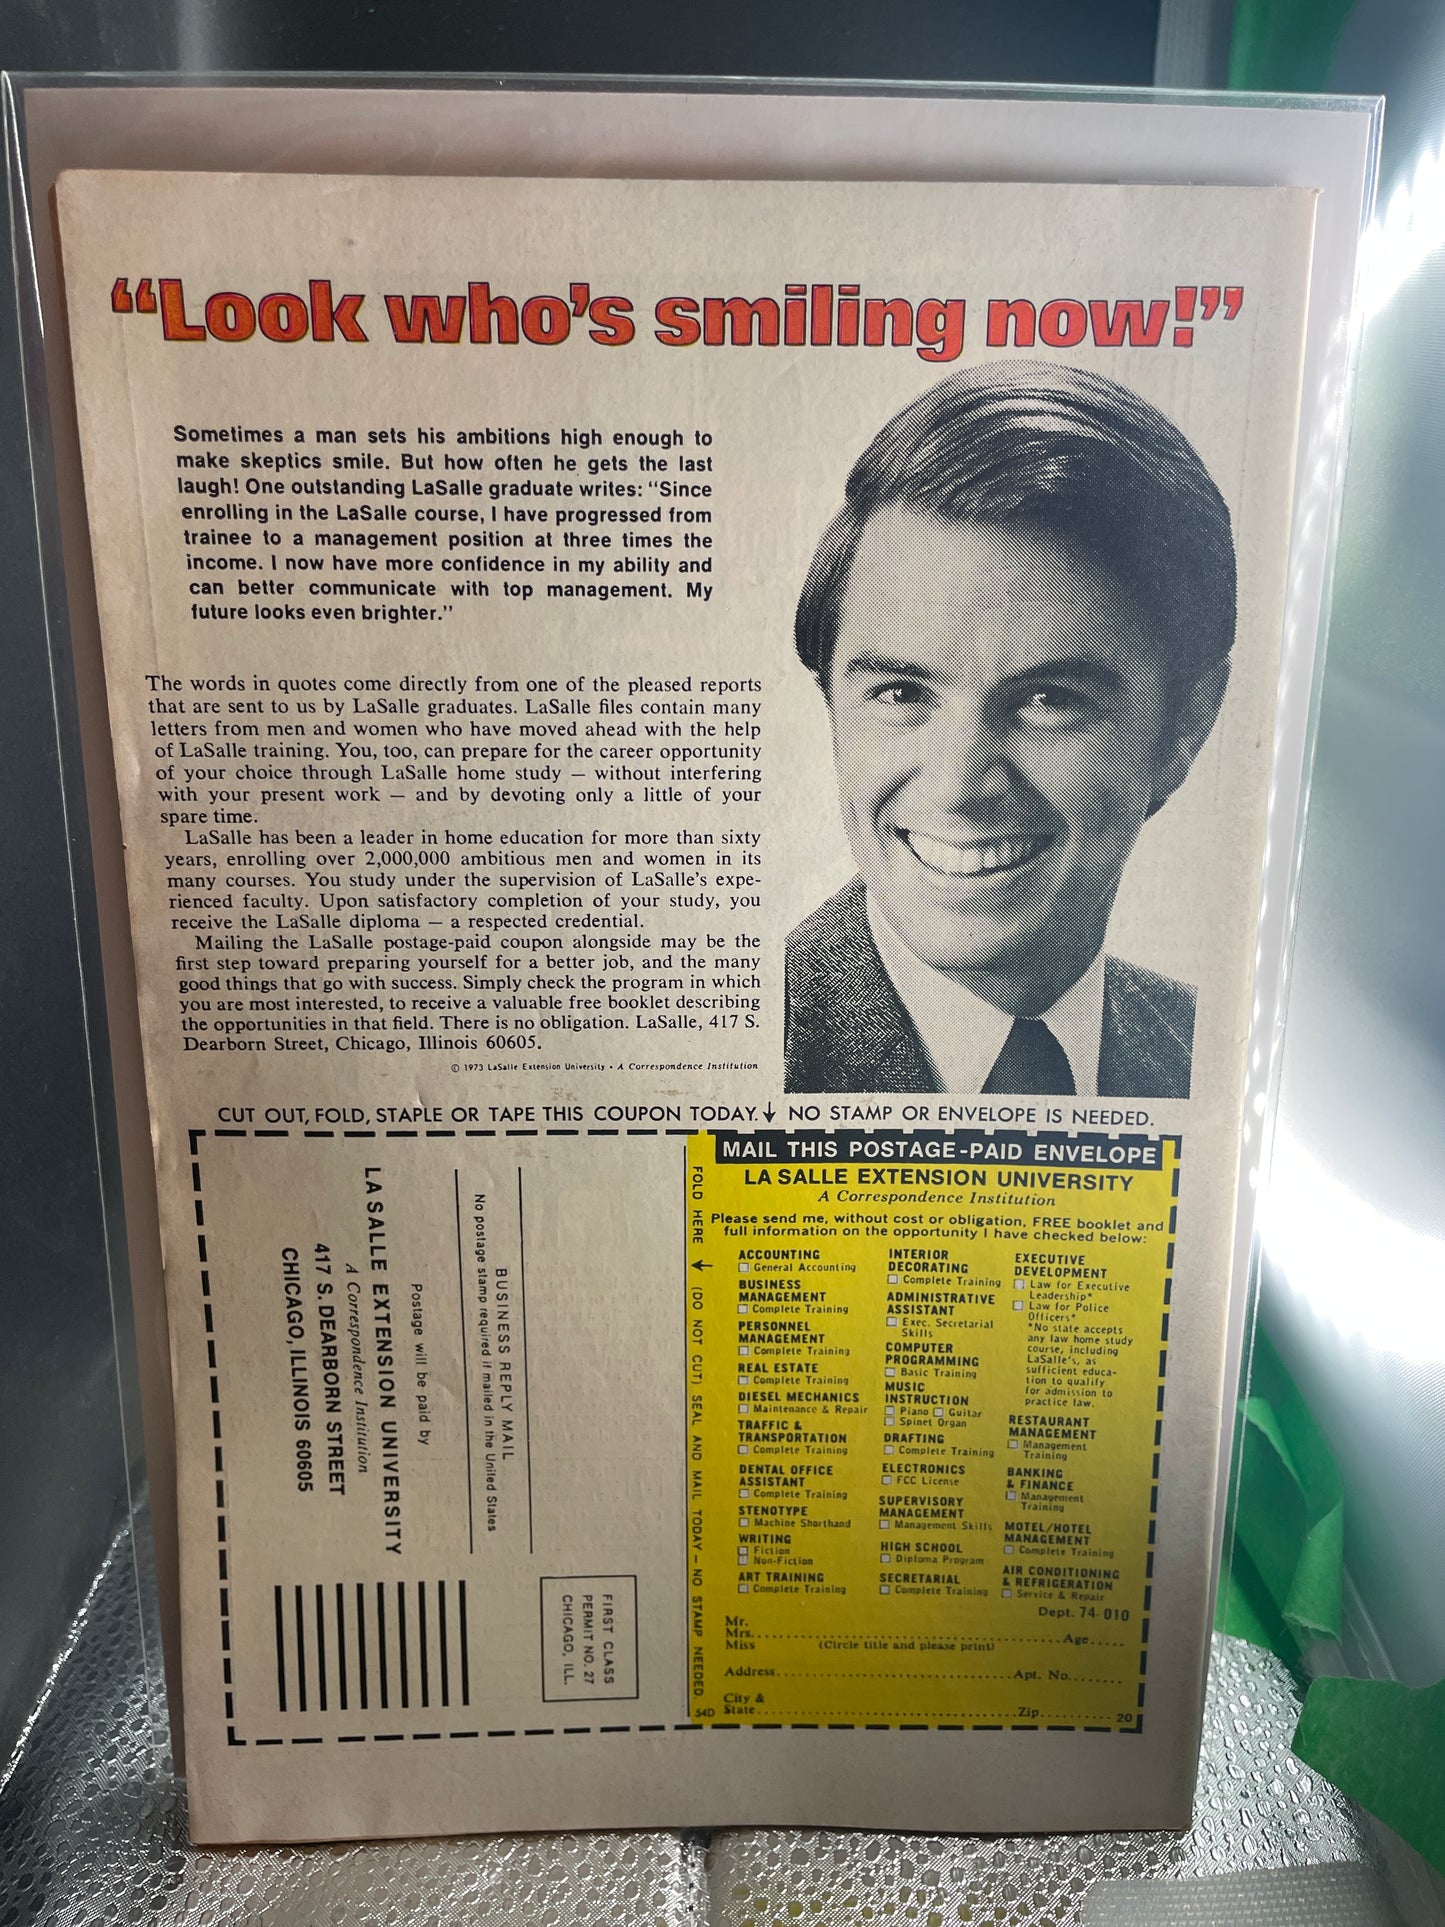 “Look who’s smiling now!”
Sometimes a man sets his ambitions high enough to
make skeptics smile. But how often he gets the last
laugh! One outstanding LaSalle graduate writes: “Since
enrolling in the LaSalle course, I have progressed from
trainee to a management position at three times the
income. I now have more confidence in my ability and
can better communicate with top management. My
future looks even brighter.”
The words in quotes come directly from one of the pleased reports
that are sent to us by LaSalle graduates. LaSalle files contain many
letters from men and women who have moved ahead with the help
of LaSalle training. You, too, can prepare for the career opportunity
of your choice through LaSalle home study — without interfering
with your present work — and by devoting only a little of your
spare time.
LaSalle has been a leader in home education for more than sixty
years, enrolling over 2,000,000 ambitious men and women in its
many courses. You study under the supervision of LaSalle’s expe-
rienced faculty. Upon satisfactory completion of your study, you
receive the LaSalle diploma — a respected credential.
Mailing the LaSalle postage-paid coupon alongside may be the
first step toward preparing yourself for a better job, and the many
good things that go with success. Simply check the program in which
you are most interested, to receive a valuable free booklet describing
the opportunities in that field. There is no obligation. LaSalle, 417 S.
Dearborn Street, Chicago, Illinois 60605.
© 1973 LaSalle Extension University • A Correspondence Institution
CUT OUT, FOLD, STAPLE OR TAPE THIS COUPON TODAY. NO STAMP OR ENVELOPE IS NEEDED.
FIRST CLASS
PERMIT NO. 27
CHICAGO, ILL.
BUSINESS REPLY MAIL
No postage stamp required if mailed in the United States
Postage will be paid by
LA SALLE EXTENSION UNIVERSITY
A Correspondence Institution
417 S. DEARBORN STREET
CHICAGO, ILLINOIS 60605
FOLD HERE (DO NOT CUT) SEAL AND MAIL TODAY — NO STAMP NEEDED.
54D
MAIL THIS POSTAGE-PAID ENVELOPE
LA SALLE EXTENSION UNIVERSITY
A Correspondence Institution
Please send me, without cost or obligation, FREE booklet and
full information on the opportunity I have checked below:
ACCOUNTING
General Accounting
BUSINESS
MANAGEMENT
Complete Training
PERSONNEL
MANAGEMENT
Complete Training
REAL ESTATE
Complete Training
DIESEL MECHANICS
Maintenance & Repair
TRAFFIC &
TRANSPORTATION
Complete Training
DENTAL OFFICE
ASSISTANT
Complete Training
STENOTYPE
Machine Shorthand
WRITING
Fiction
Non-Fiction
ART TRAINING
Complete Training
INTERIOR
DECORATING
Complete Training
ADMINISTRATIVE
ASSISTANT
Exec. Secretarial
Skills
COMPUTER
PROGRAMMING
Basic Training
MUSIC
INSTRUCTION
Piano Guitar
Spinet Organ
DRAFTING
Complete Training
ELECTRONICS
FCC License
SUPERVISORY
MANAGEMENT
Management Skills
HIGH SCHOOL
Diploma Program
SECRETARIAL
Complete Training
EXECUTIVE
DEVELOPMENT
Law for Executive
Leadership*
Law for Police
Officers*
*No state accepts
any law home study
course, including
LaSalle’s, as
sufficient educa-
tion to qualify
for admission to
practice law.
RESTAURANT
MANAGEMENT
Management
Training
BANKING
& FINANCE
Management
Training
MOTEL/HOTEL
MANAGEMENT
Complete Training
AIR CONDITIONING
& REFRIGERATION
Service & Repair
Dept. 74-010
Mr.
Mrs. Age
Miss (Circle title and please print)
Address Apt. No.
City &
State Zip 20